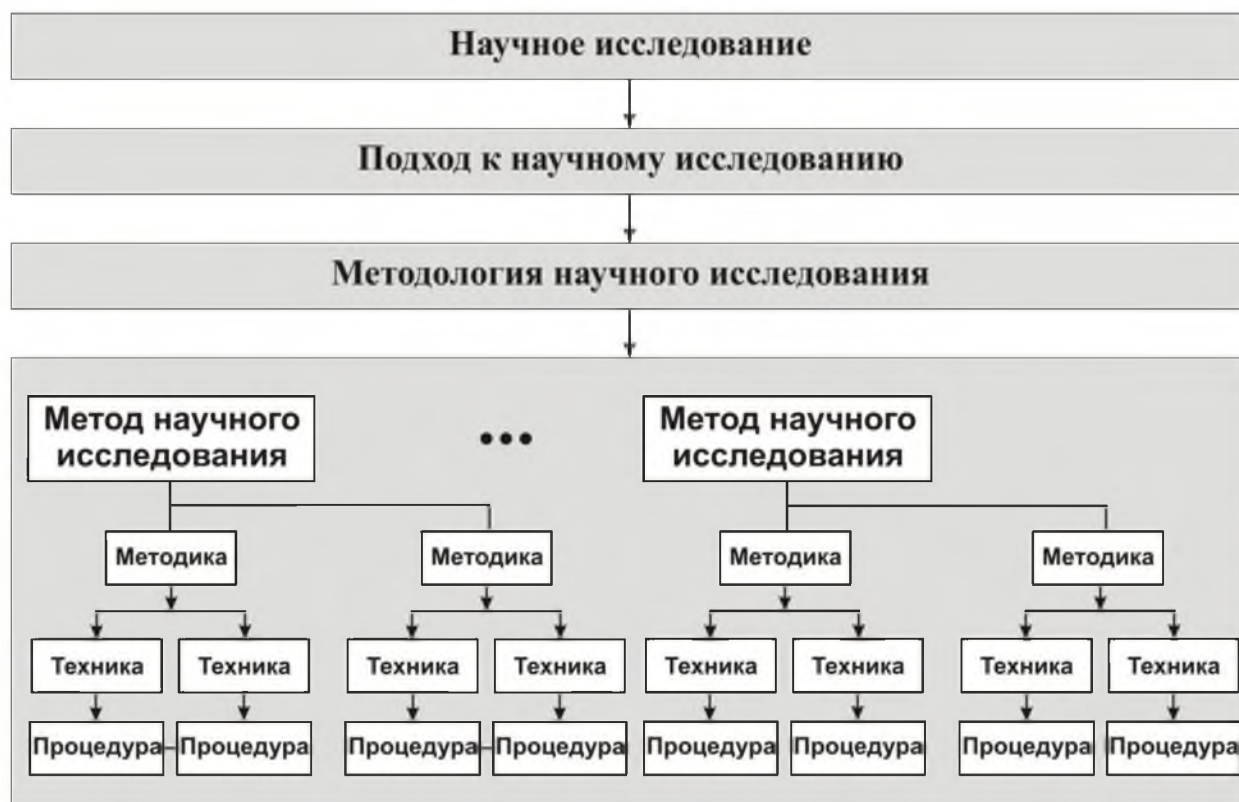 Научное исследование
Подход к научному исследованию
Методология научного исследования
Метод научного
исследования
•••
Метод научного
исследования
Методика Методика Методика Методика
Техника Техника Техника Техника Техника Техника Техника Техника
Процедура Процедура Процедура Процедура Процедура Процедура Процедура Процедура